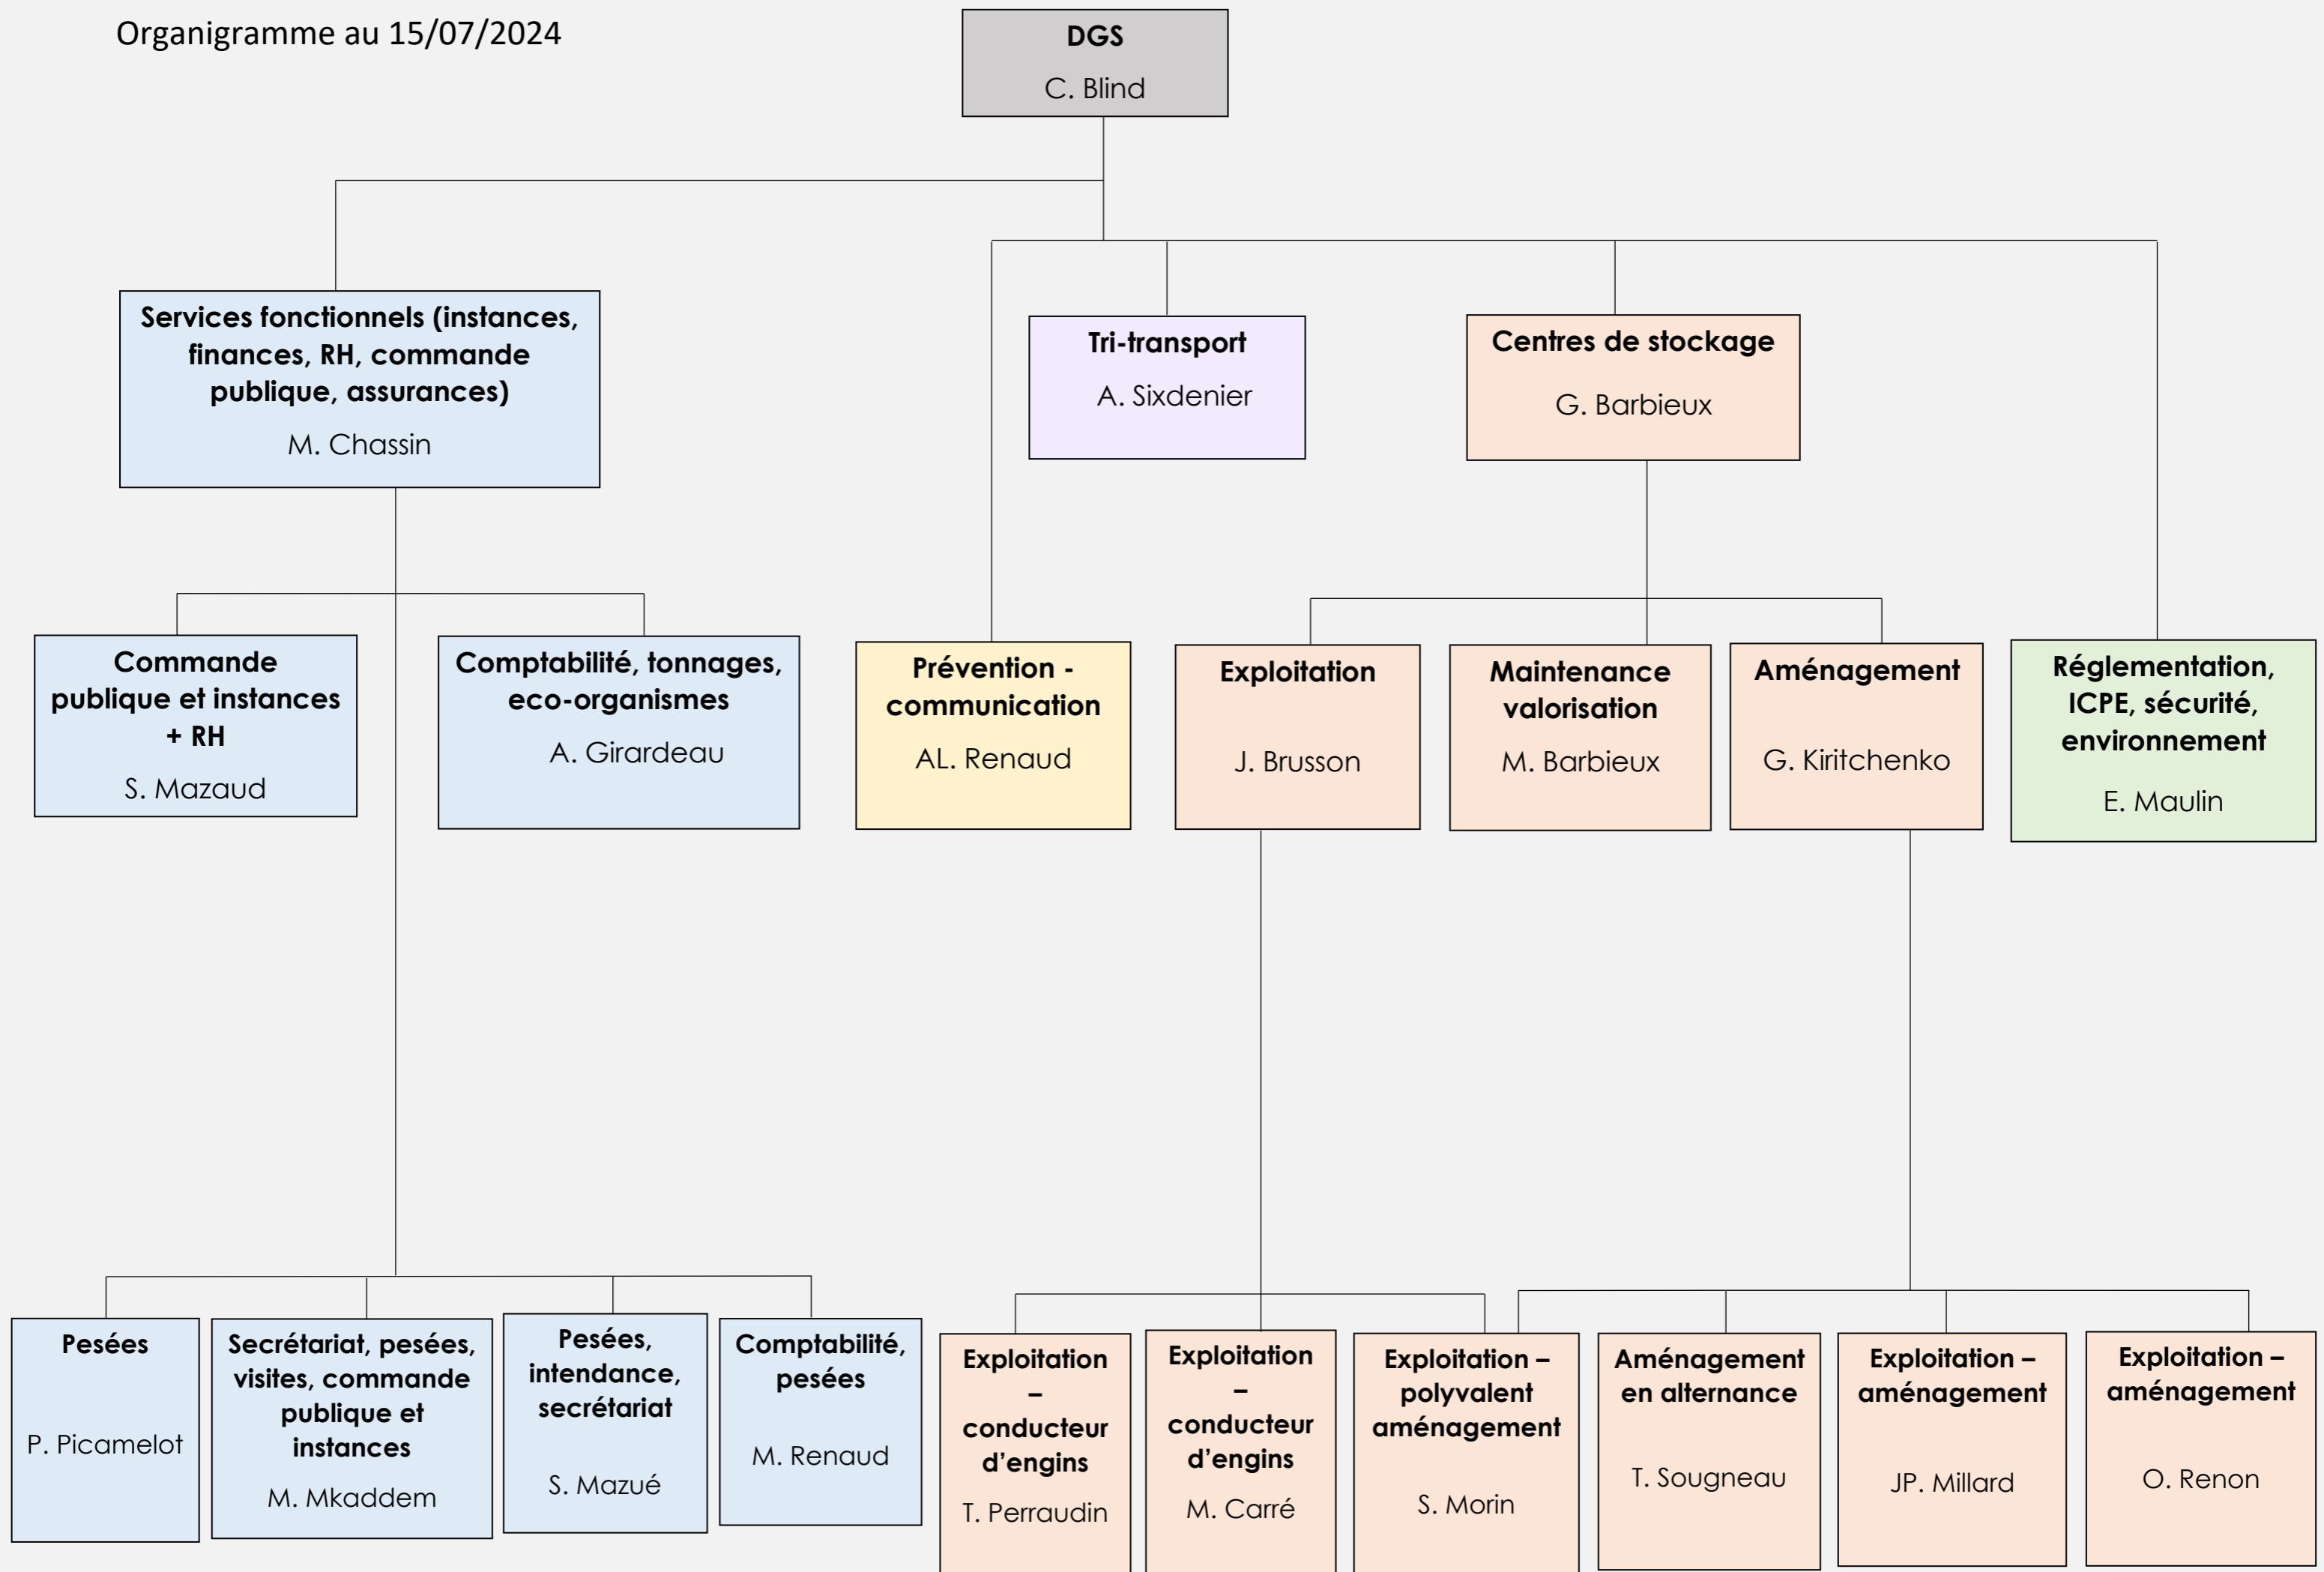 Organigramme au 15/07/2024
DGS
C. Blind
Services fonctionnels (instances,
finances, RH, commande
publique, assurances)
M. Chassin
Tri-transport
A. Sixdenier
Centres de stockage
G. Barbieux
Commande
publique et instances
+ RH
S. Mazaud
Comptabilité, tonnages,
eco-organismes
A. Girardeau
Prévention -
communication
AL. Renaud
Exploitation
J. Brusson
Maintenance
valorisation
M. Barbieux
Aménagement
G. Kiritchenko
Réglementation,
ICPE, sécurité,
environnement
E. Maulin
Pesées
P. Picamelot
Secrétariat, pesées,
visites, commande
publique et
instances
M. Mkaddem
Pesées,
intendance,
secrétariat
S. Mazué
Comptabilité,
pesées
M. Renaud
Exploitation
–
conducteur
d’engins
T. Perraudin
Exploitation
–
conducteur
d’engins
M. Carré
Exploitation –
polyvalent
aménagement
S. Morin
Aménagement
en alternance
T. Sougneau
Exploitation –
aménagement
JP. Millard
Exploitation –
aménagement
O. Renon